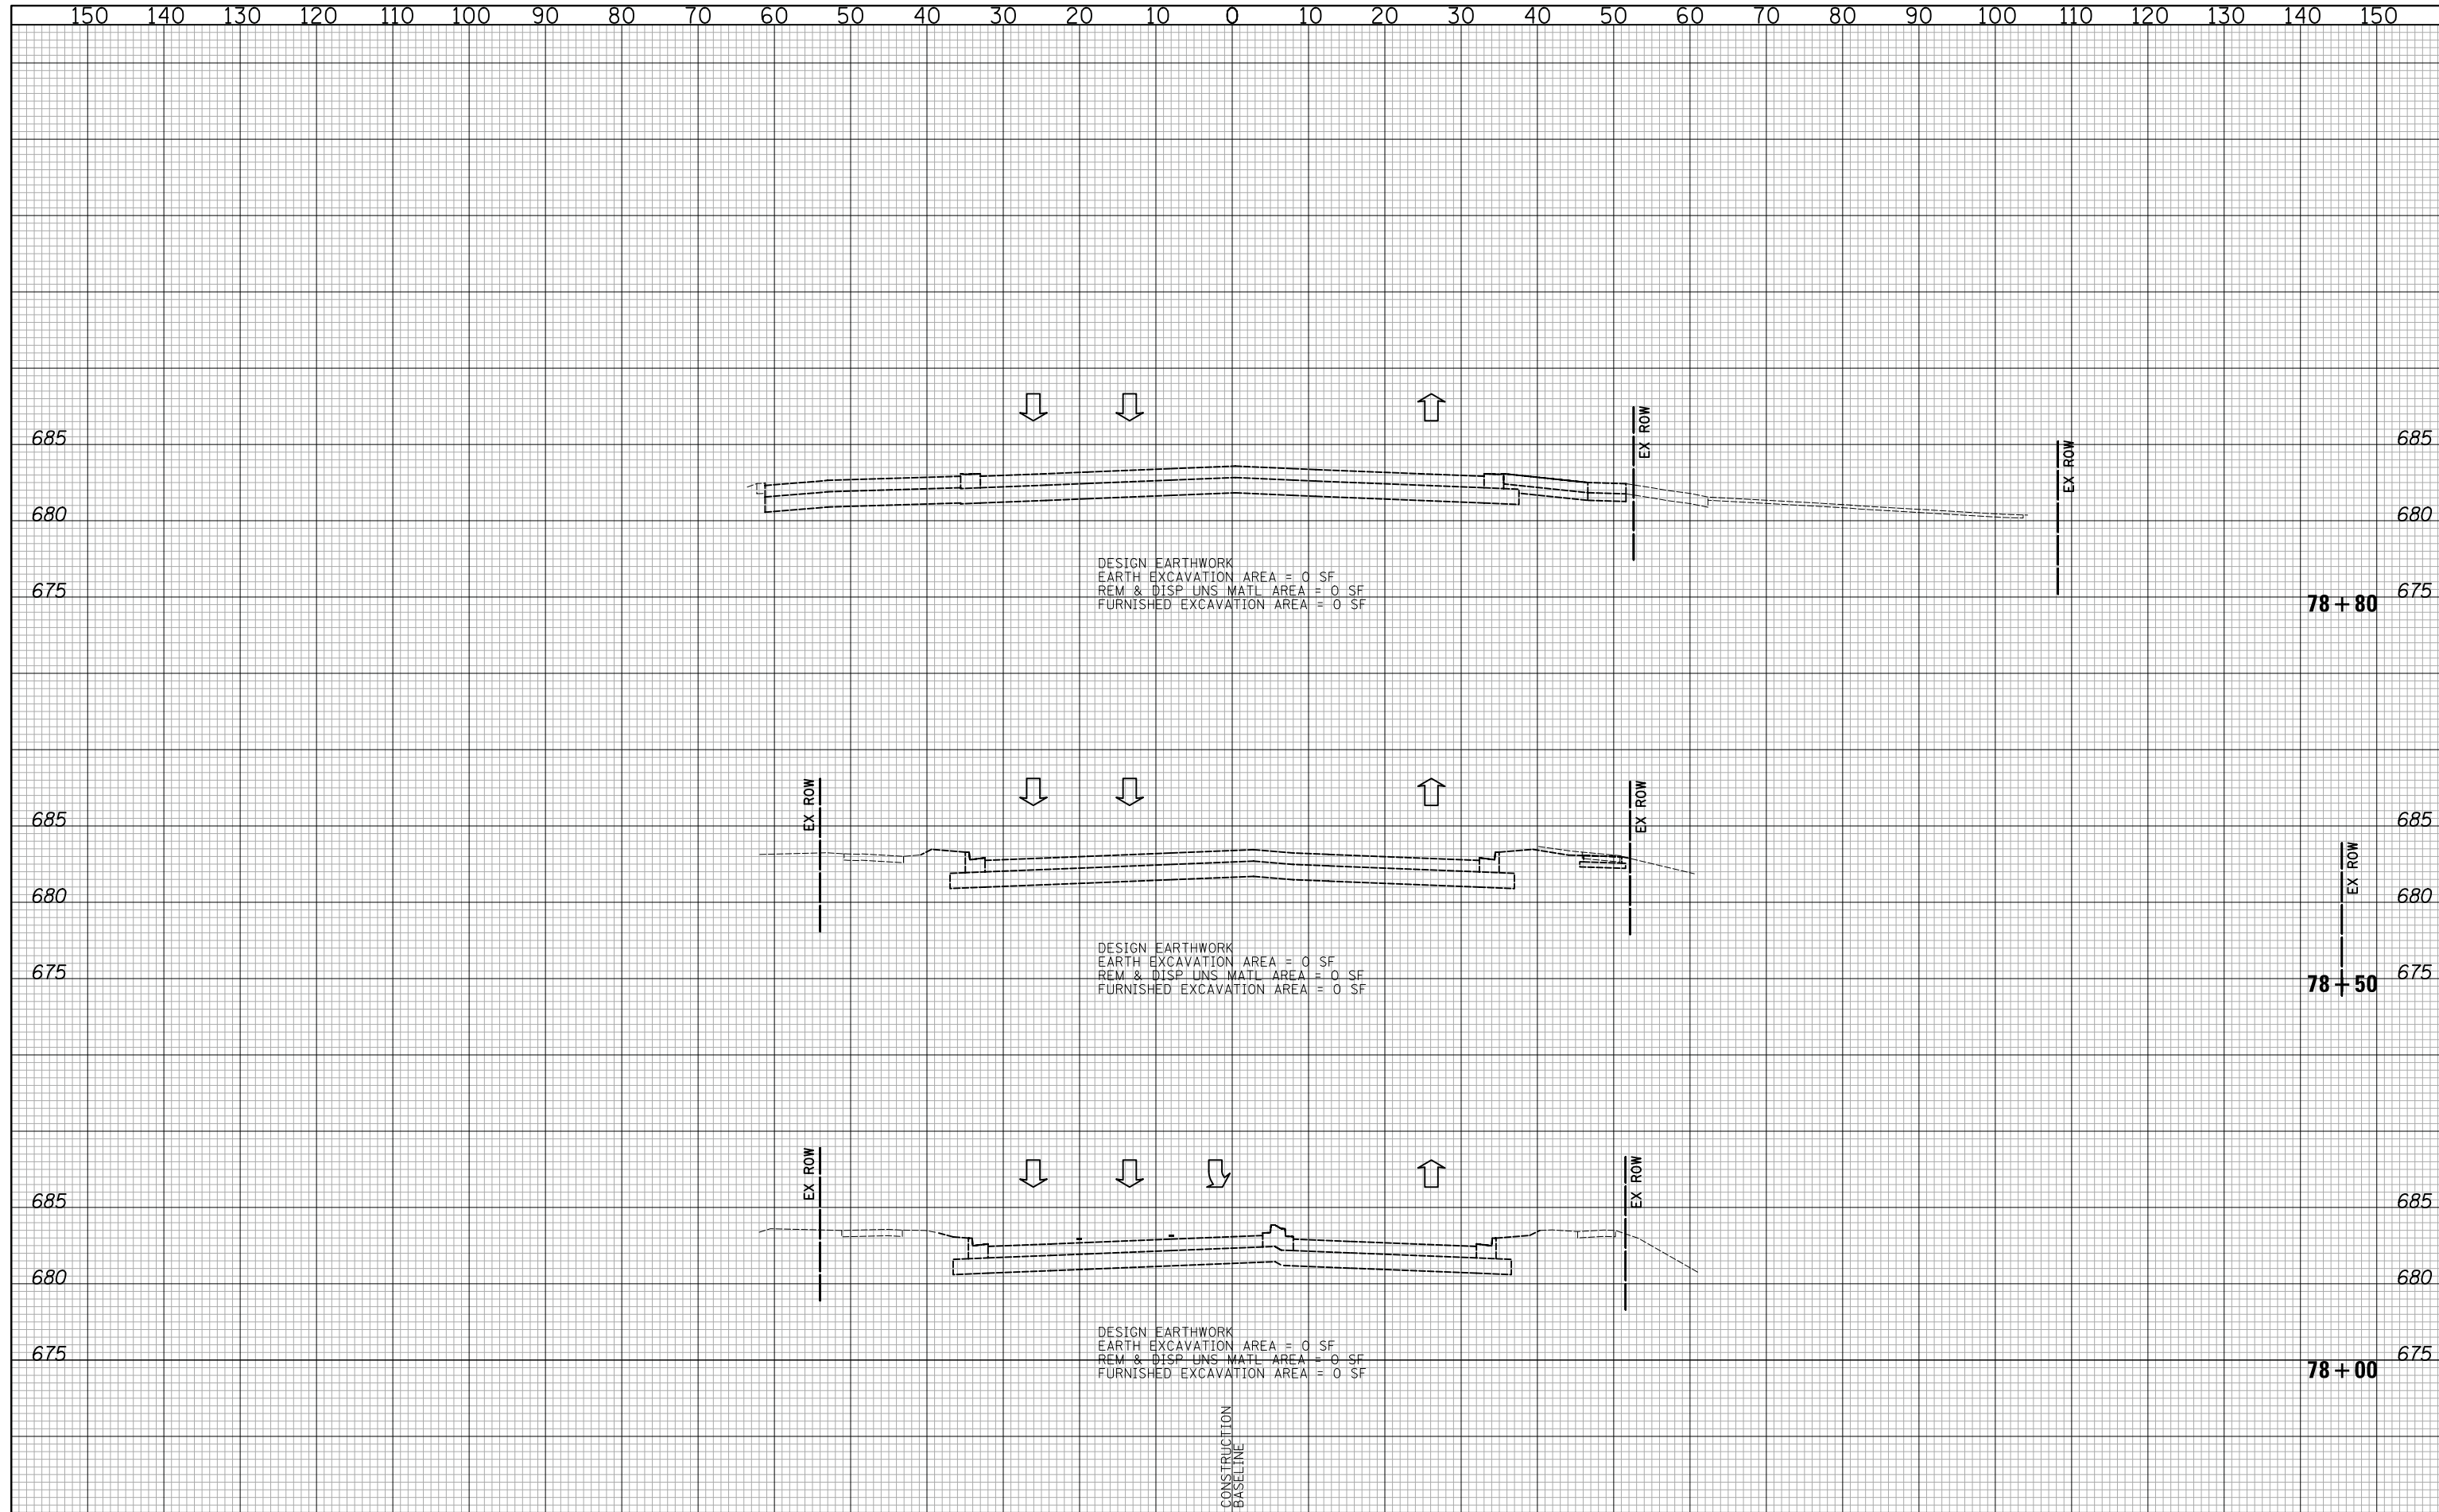 150 140 130 120 110 100 90 80 70 60 50 40 30 20 10 0 10 20 30 40 50 60 70 80 90 100 110 120 130 140 150
EX ROW
EX ROW
685 685
680 680
DESIGN EARTHWORK
EARTH EXCAVATION AREA = 0 SF
REM & DISP UNS MATL AREA = 0 SF
FURNISHED EXCAVATION AREA = 0 SF
675 675
78+80
EX ROW
EX ROW
685 685
EX ROW
680 680
DESIGN EARTHWORK
EARTH EXCAVATION AREA = 0 SF
REM & DISP UNS MATL AREA = 0 SF
FURNISHED EXCAVATION AREA = 0 SF
675 675
78+50
EX ROW
EX ROW
685 685
680 680
DESIGN EARTHWORK
EARTH EXCAVATION AREA = 0 SF
REM & DISP UNS MATL AREA = 0 SF
FURNISHED EXCAVATION AREA = 0 SF
675 675
78+00
CONSTRUCTION
BASELINE